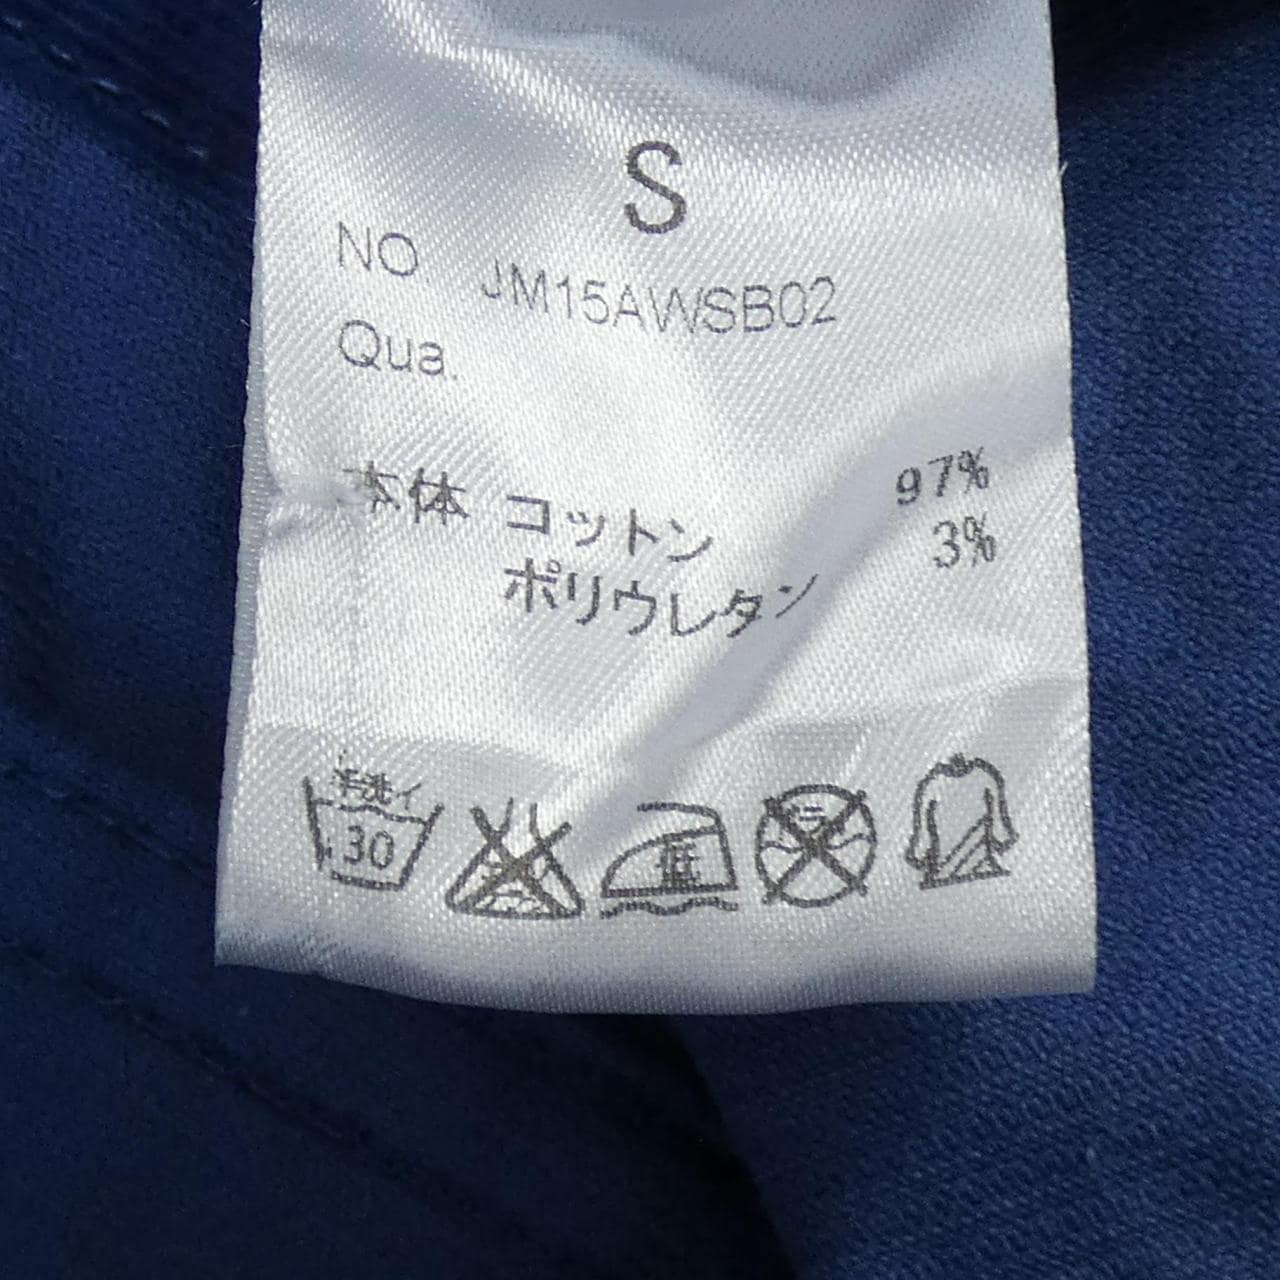 S
NO JM15AWSB02
Qua.
本体 コットン 97%
ポリウレタン 3%
手洗イ
30
低